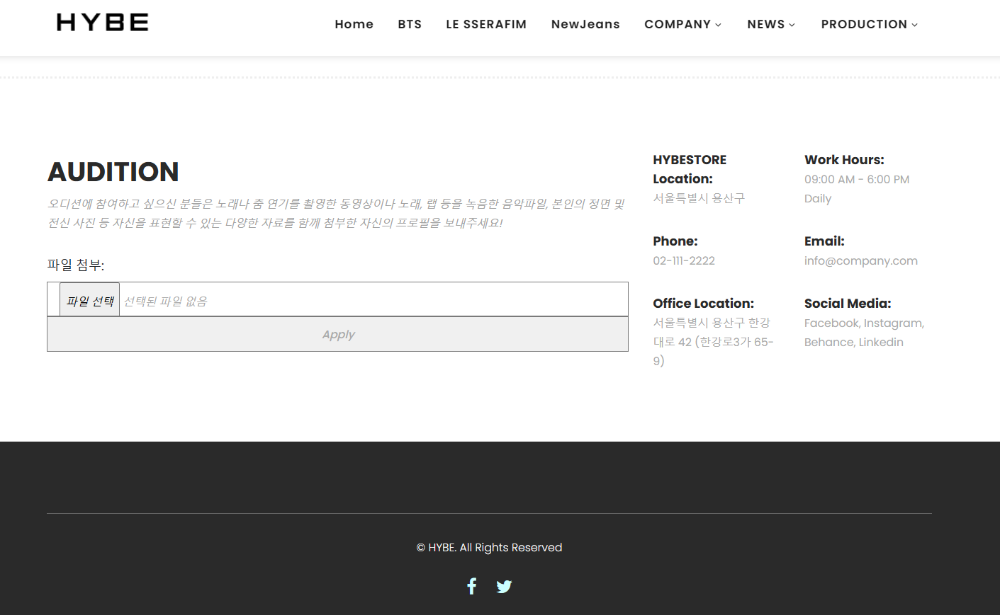 HYBE
Home BTS LE SSERAFIM NewJeans COMPANY NEWS PRODUCTION
AUDITION
오디션에 참여하고 싶으신 분들은 노래나 춤 연기를 촬영한 동영상이나 노래, 랩 등을 녹음한 음악파일, 본인의 정면 및
전신 사진 등 자신을 표현할 수 있는 다양한 자료를 함께 첨부한 자신의 프로필을 보내주세요!
파일 첨부:
파일 선택 선택된 파일 없음
Apply
HYBESTORE
Location:
서울특별시 용산구
Work Hours:
09:00 AM - 6:00 PM
Daily
Phone:
02-111-2222
Email:
info@company.com
Office Location:
서울특별시 용산구 한강
대로 42 (한강로3가 65-
9)
Social Media:
Facebook, Instagram,
Behance, Linkedin
© HYBE. All Rights Reserved